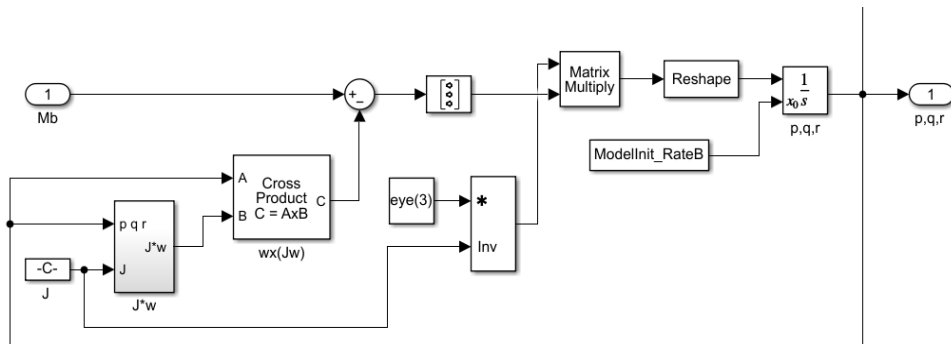 1
Mb
+
−
Matrix
Multiply
Reshape
1
s
x₀
p,q,r
1
p,q,r
ModelInit_RateB
A
B
Cross
Product
C = AxB
C
wx(Jw)
eye(3)
*
Inv
p q r
J*w
J
J*w
-C-
J